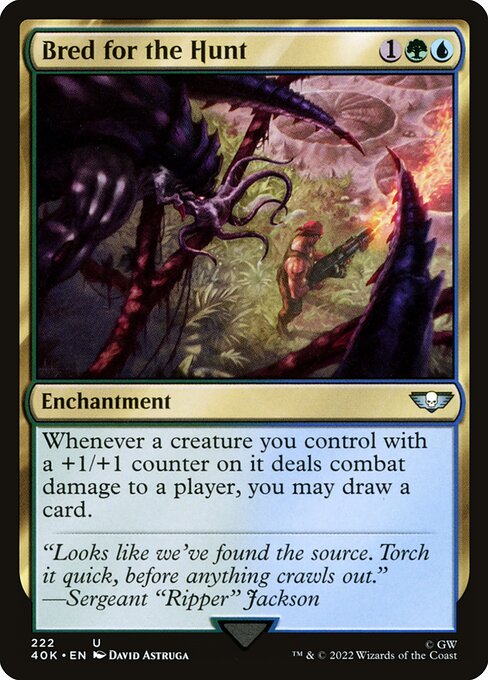 Bred for the Hunt 1
Enchantment
Whenever a creature you control with
a +1/+1 counter on it deals combat
damage to a player, you may draw a
card.
“Looks like we’ve found the source. Torch
it quick, before anything crawls out.”
—Sergeant “Ripper” Jackson
222 U
© GW
40K • EN DAVID ASTRUGA
™ & © 2022 Wizards of the Coast